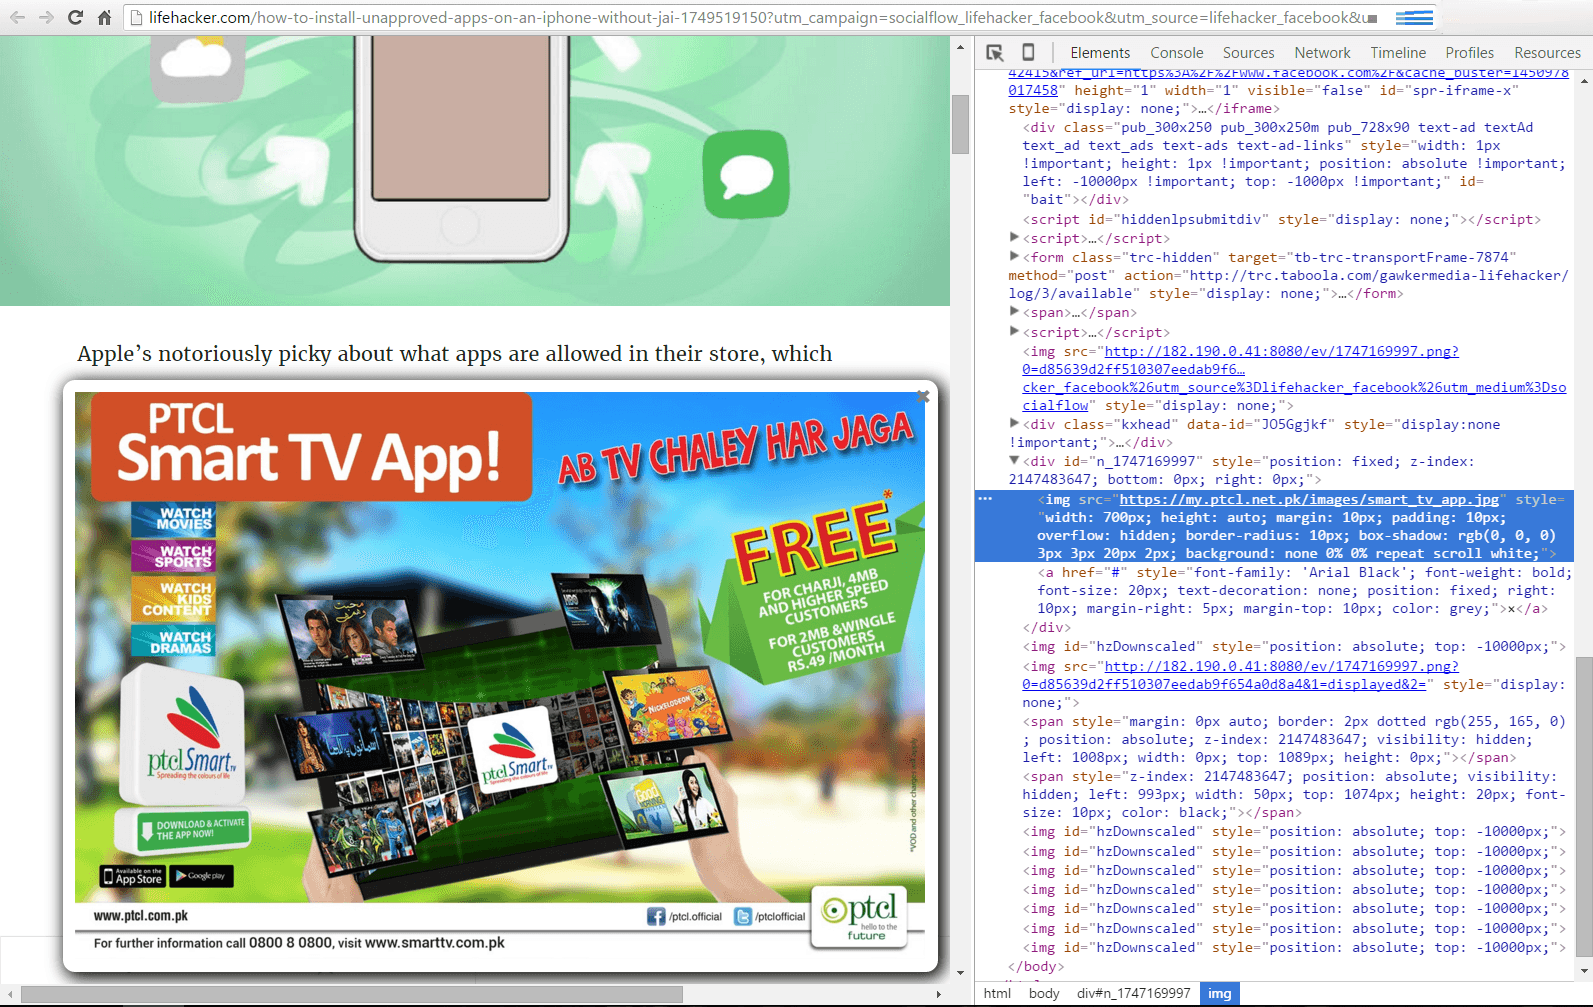 lifehacker.com/how-to-install-unapproved-apps-on-an-iphone-without-jai-1749519150?utm_campaign=socialflow_lifehacker_facebook&utm_source=lifehacker_facebook&u
Apple’s notoriously picky about what apps are allowed in their store, which
×
PTCL
Smart TV App!
AB TV CHALEY HAR JAGA
WATCH
MOVIES
WATCH
SPORTS
WATCH
KIDS
CONTENT
WATCH
DRAMAS
FREE*
FOR CHARJI, 4MB
AND HIGHER SPEED
CUSTOMERS
FOR 2MB &WINGLE
CUSTOMERS
RS.49 /MONTH
HBO
NICKELODEON
Good
ptclSmart TV
Spreading the colours of life
ptclSmart TV
Spreading the colours of life
DOWNLOAD & ACTIVATE
THE APP NOW!
Available on the
App Store
Google play
*VOD and other charges will apply
www.ptcl.com.pk
/ptcl.official
/ptclofficial
ptcl
hello to the
future
For further information call 0800 8 0800, visit www.smarttv.com.pk
Elements Console Sources Network Timeline Profiles Resources
42415&ref_url=https%3A%2F%2Fwww.facebook.com%2F&cache_buster=1450978
017458" height="1" width="1" visible="false" id="spr-iframe-x"
style="display: none;">…</iframe>
<div class="pub_300x250 pub_300x250m pub_728x90 text-ad textAd
text_ad text_ads text-ads text-ad-links" style="width: 1px
!important; height: 1px !important; position: absolute !important;
left: -10000px !important; top: -1000px !important;" id=
"bait"></div>
<script id="hiddenlpsubmitdiv" style="display: none;"></script>
<script>…</script>
<form class="trc-hidden" target="tb-trc-transportFrame-7874"
method="post" action="http://trc.taboola.com/gawkermedia-lifehacker/
log/3/available" style="display: none;">…</form>
<span>…</span>
<script>…</script>
<img src="http://182.190.0.41:8080/ev/1747169997.png?
0=d85639d2ff510307eedab9f6…
cker_facebook%26utm_source%3Dlifehacker_facebook%26utm_medium%3Dso
cialflow" style="display: none;">
<div class="kxhead" data-id="JO5Ggjkf" style="display:none
!important;">…</div>
<div id="n_1747169997" style="position: fixed; z-index:
2147483647; bottom: 0px; right: 0px;">
<img src="https://my.ptcl.net.pk/images/smart_tv_app.jpg" style=
"width: 700px; height: auto; margin: 10px; padding: 10px;
overflow: hidden; border-radius: 10px; box-shadow: rgb(0, 0, 0)
3px 3px 20px 2px; background: none 0% 0% repeat scroll white;">
<a href="#" style="font-family: 'Arial Black'; font-weight: bold;
font-size: 20px; text-decoration: none; position: fixed; right:
10px; margin-right: 5px; margin-top: 10px; color: grey;">×</a>
</div>
<img id="hzDownscaled" style="position: absolute; top: -10000px;">
<img src="http://182.190.0.41:8080/ev/1747169997.png?
0=d85639d2ff510307eedab9f654a0d8a4&1=displayed&2=" style="display:
none;">
<span style="margin: 0px auto; border: 2px dotted rgb(255, 165, 0)
; position: absolute; z-index: 2147483647; visibility: hidden;
left: 1008px; width: 0px; top: 1089px; height: 0px;"></span>
<span style="z-index: 2147483647; position: absolute; visibility:
hidden; left: 993px; width: 50px; top: 1074px; height: 20px; font-
size: 10px; color: black;"></span>
<img id="hzDownscaled" style="position: absolute; top: -10000px;">
<img id="hzDownscaled" style="position: absolute; top: -10000px;">
<img id="hzDownscaled" style="position: absolute; top: -10000px;">
<img id="hzDownscaled" style="position: absolute; top: -10000px;">
<img id="hzDownscaled" style="position: absolute; top: -10000px;">
<img id="hzDownscaled" style="position: absolute; top: -10000px;">
<img id="hzDownscaled" style="position: absolute; top: -10000px;">
</body>
html body div#n_1747169997 img